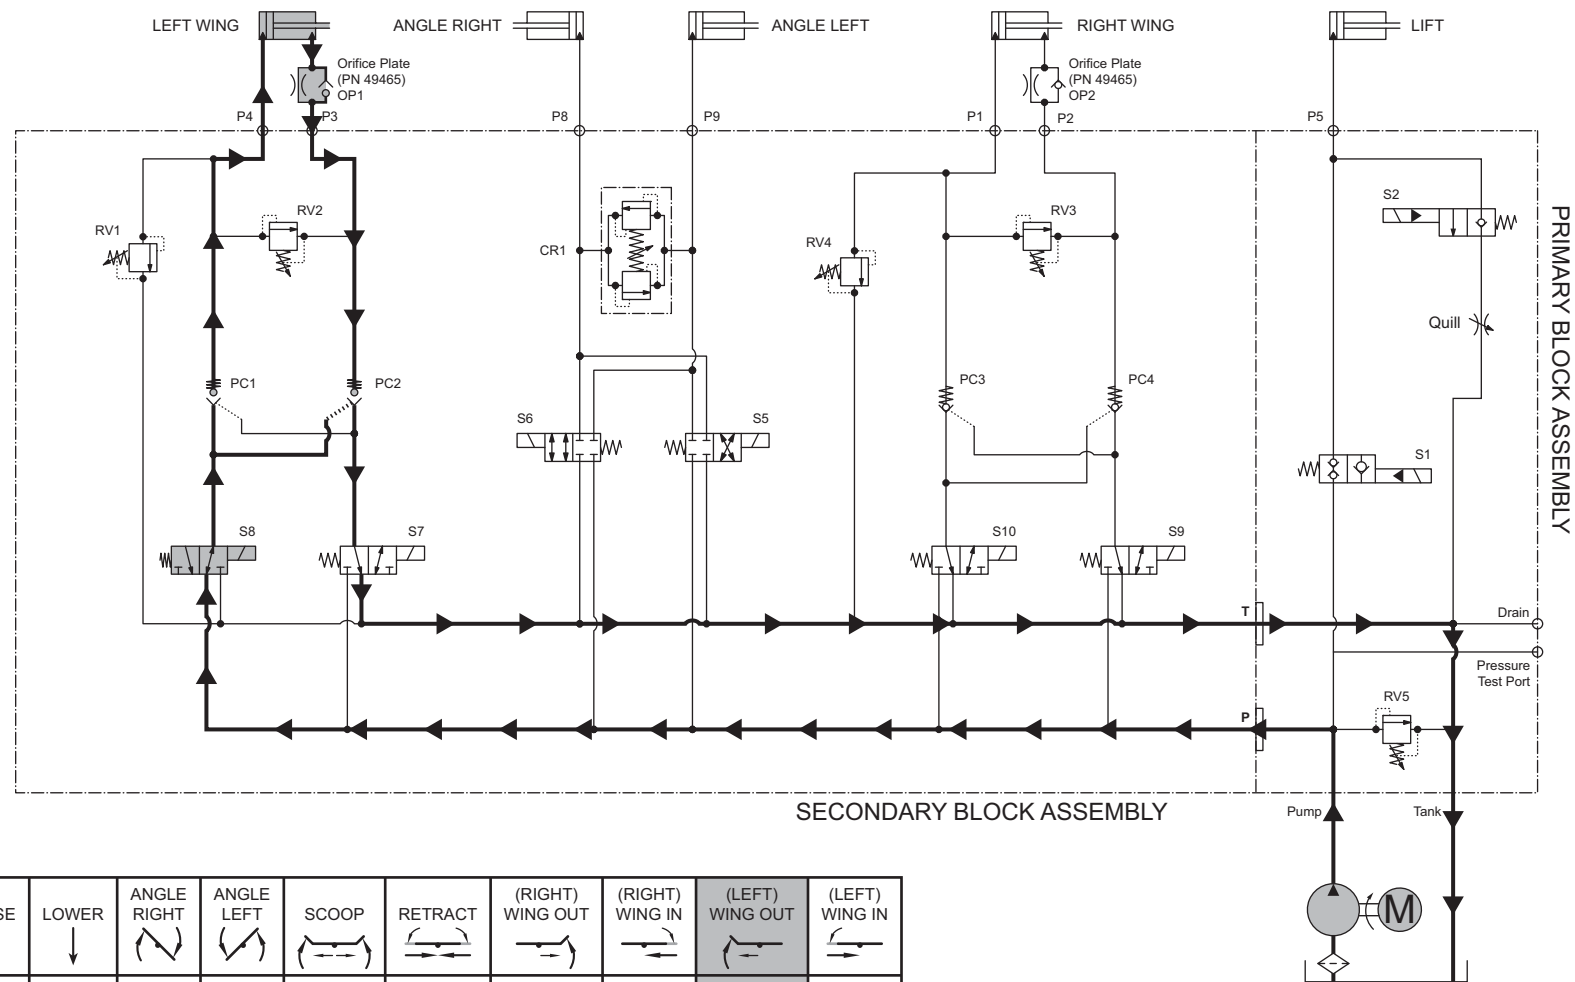 LEFT WING
ANGLE RIGHT
ANGLE LEFT
RIGHT WING
LIFT
Orifice Plate
(PN 49465)
OP1
Orifice Plate
(PN 49465)
OP2
P4
P3
P8
P9
P1
P2
P5
RV1
RV2
CR1
RV4
RV3
S2
Quill
PC1
PC2
PC3
PC4
S6
S5
S1
S8
S7
S10
S9
T
Drain
Pressure
Test Port
P
RV5
PRIMARY BLOCK ASSEMBLY
SECONDARY BLOCK ASSEMBLY
Pump
Tank
M
SE
LOWER
ANGLE
RIGHT
ANGLE
LEFT
SCOOP
RETRACT
(RIGHT)
WING OUT
(RIGHT)
WING IN
(LEFT)
WING OUT
(LEFT)
WING IN